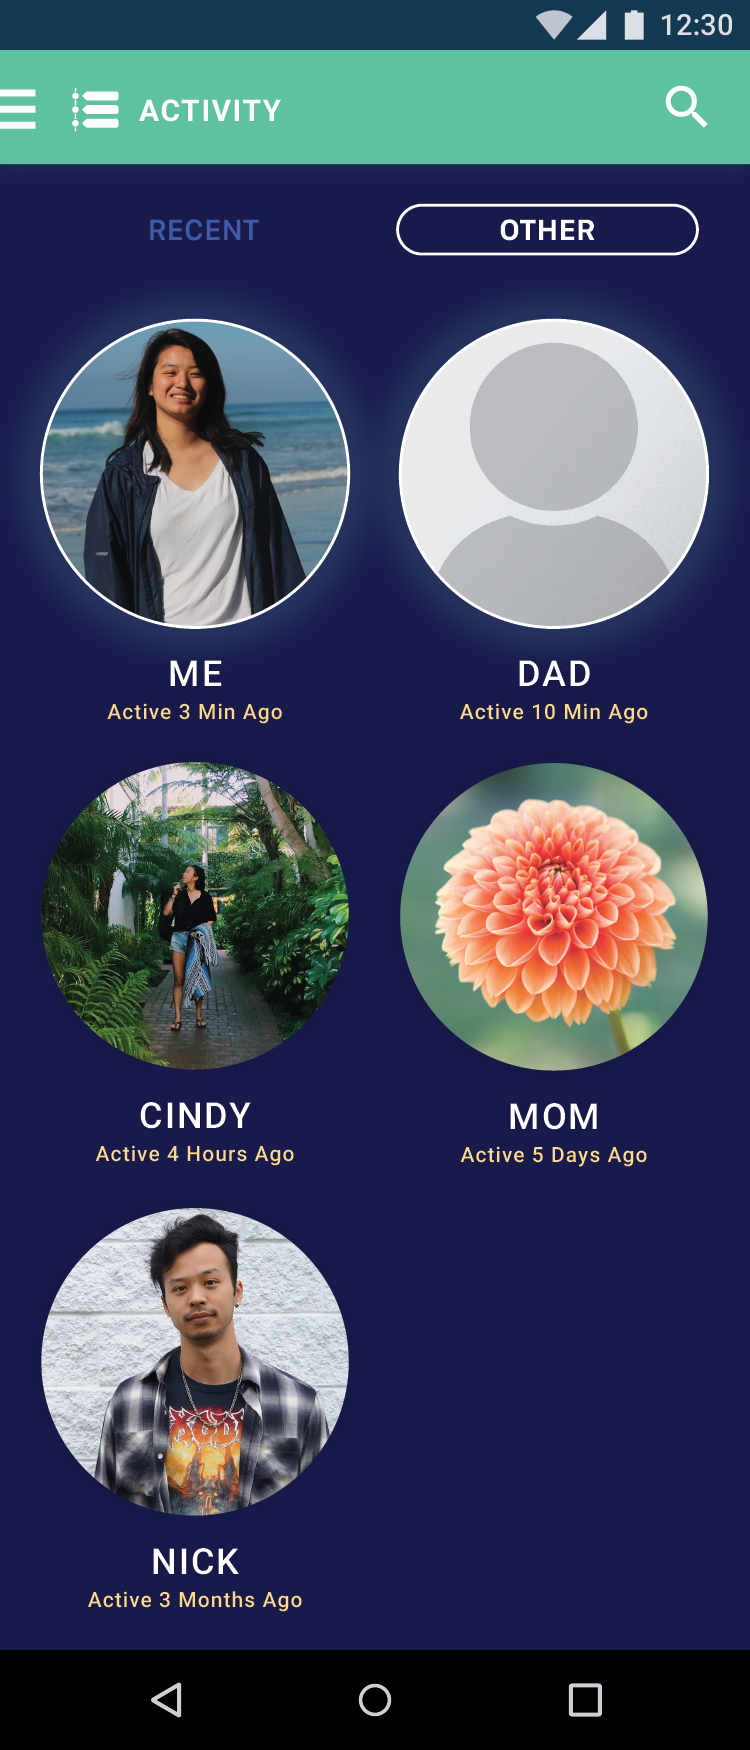 12:30
ACTIVITY
RECENT
OTHER
ME
DAD
Active 3 Min Ago
Active 10 Min Ago
CINDY
MOM
Active 4 Hours Ago
Active 5 Days Ago
NICK
Active 3 Months Ago